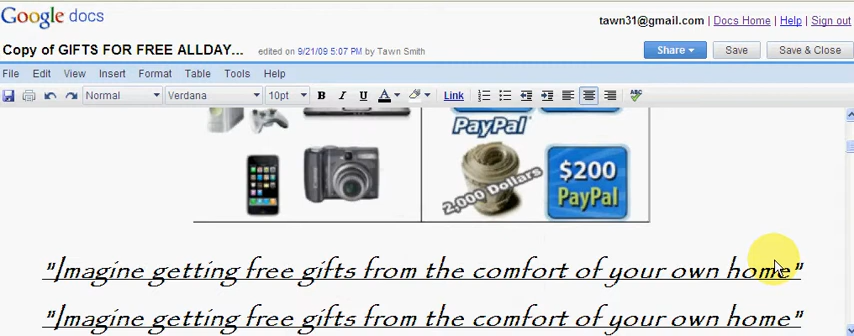 Google docs
tawn31@gmail.com | Docs Home | Help | Sign out
Copy of GIFTS FOR FREE ALLDAY... edited on 9/21/09 5:07 PM by Tawn Smith Share Save Save & Close
File Edit View Insert Format Table Tools Help
Normal Verdana 10pt B I U A Link ABC
PayPal
2,000 Dollars
$200
PayPal
"Imagine getting free gifts from the comfort of your own home"
"Imagine getting free gifts from the comfort of your own home"